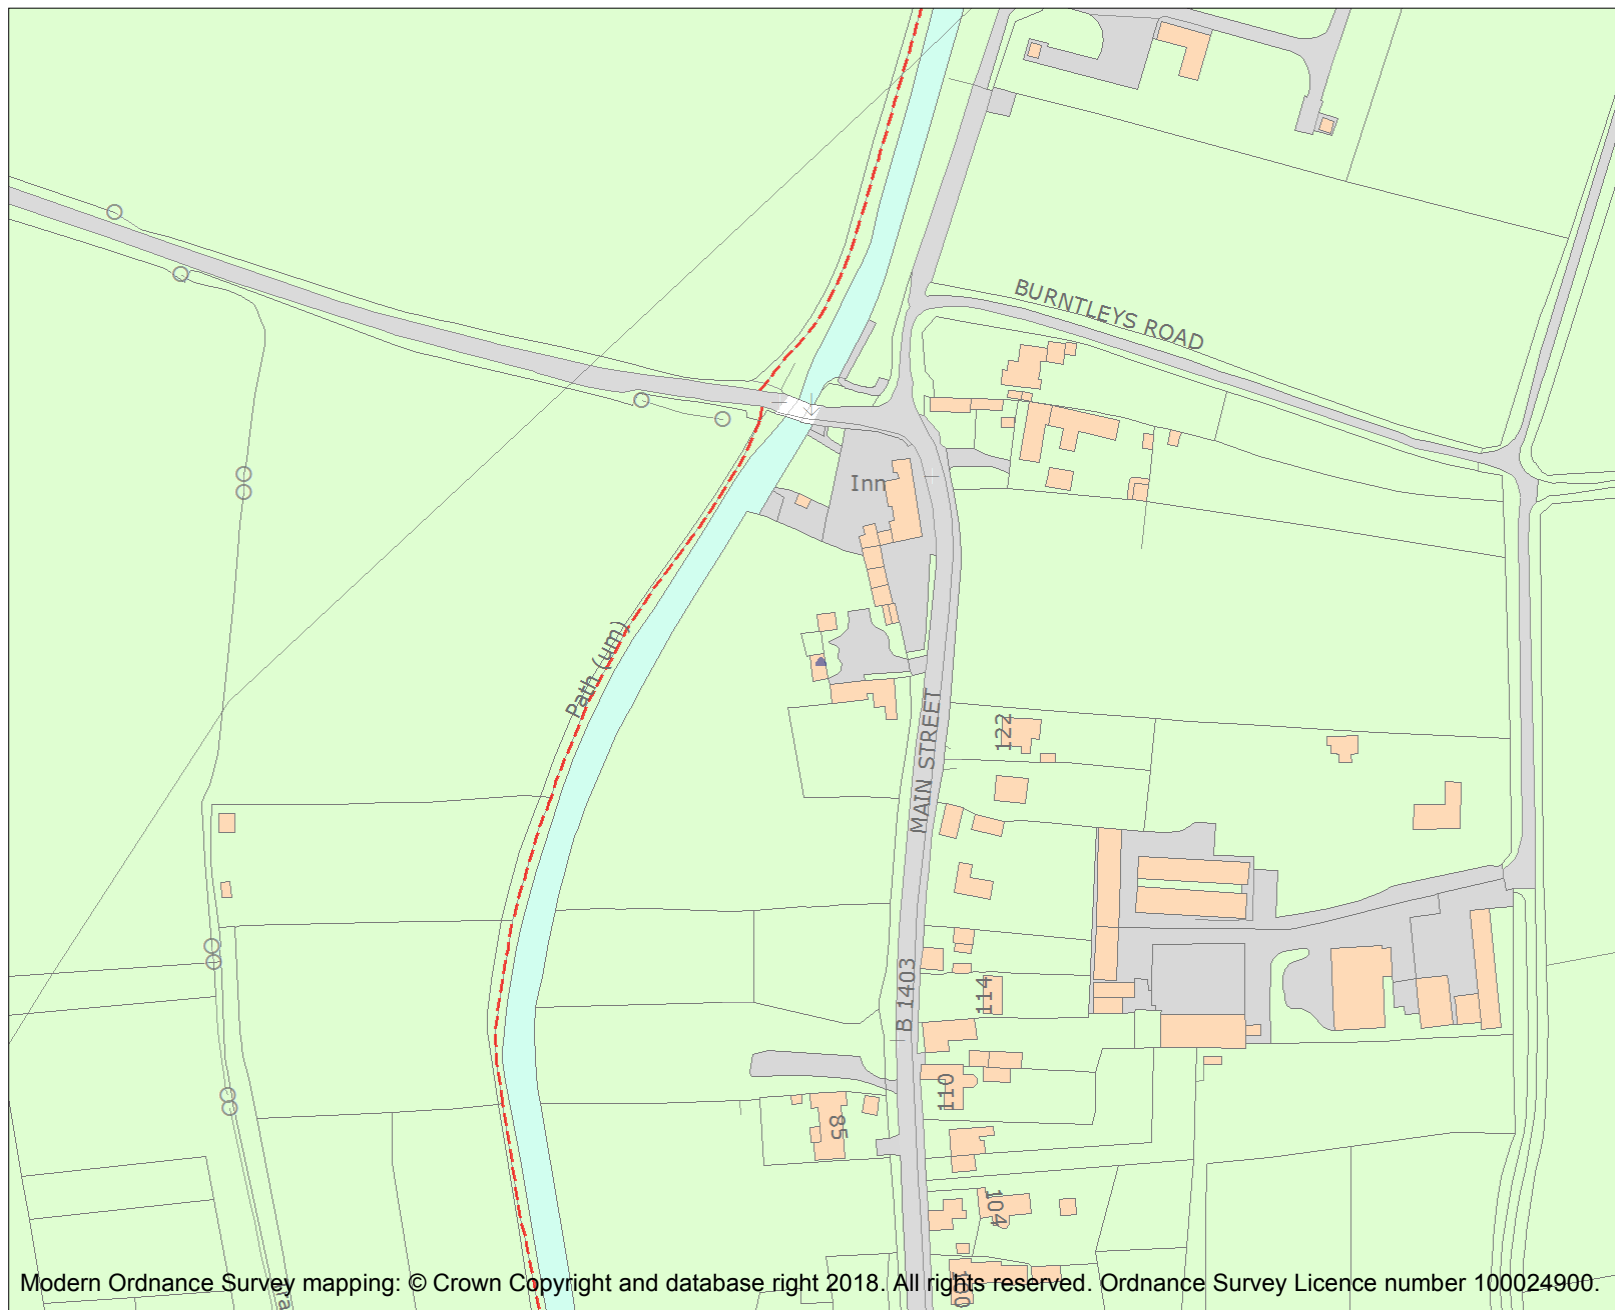 BURNTLEYS ROAD
Inn
Path (um)
MAIN STREET
122
B 1403
114
110
85
104
Modern Ordnance Survey mapping: © Crown Copyright and database right 2018. All rights reserved. Ordnance Survey Licence number 100024900.
100